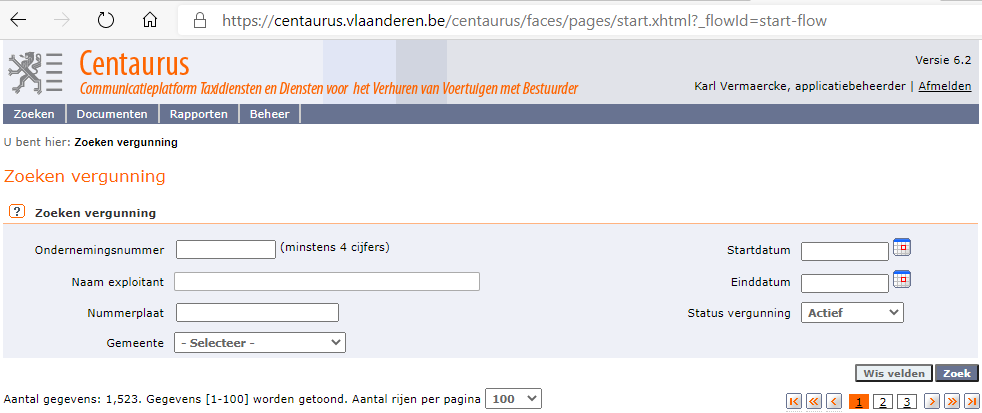 https://centaurus.vlaanderen.be/centaurus/faces/pages/start.xhtml?_flowId=start-flow
Centaurus
Versie 6.2
Communicatieplatform Taxidiensten en Diensten voor het Verhuren van Voertuigen met Bestuurder
Karl Vermaercke, applicatiebeheerder | Afmelden
Zoeken Documenten Rapporten Beheer
U bent hier: Zoeken vergunning
Zoeken vergunning
? Zoeken vergunning
Ondernemingsnummer (minstens 4 cijfers) Startdatum
Naam exploitant Einddatum
Nummerplaat Status vergunning Actief
Gemeente - Selecteer -
Wis velden Zoek
Aantal gegevens: 1,523. Gegevens [1-100] worden getoond. Aantal rijen per pagina 100 1 2 3